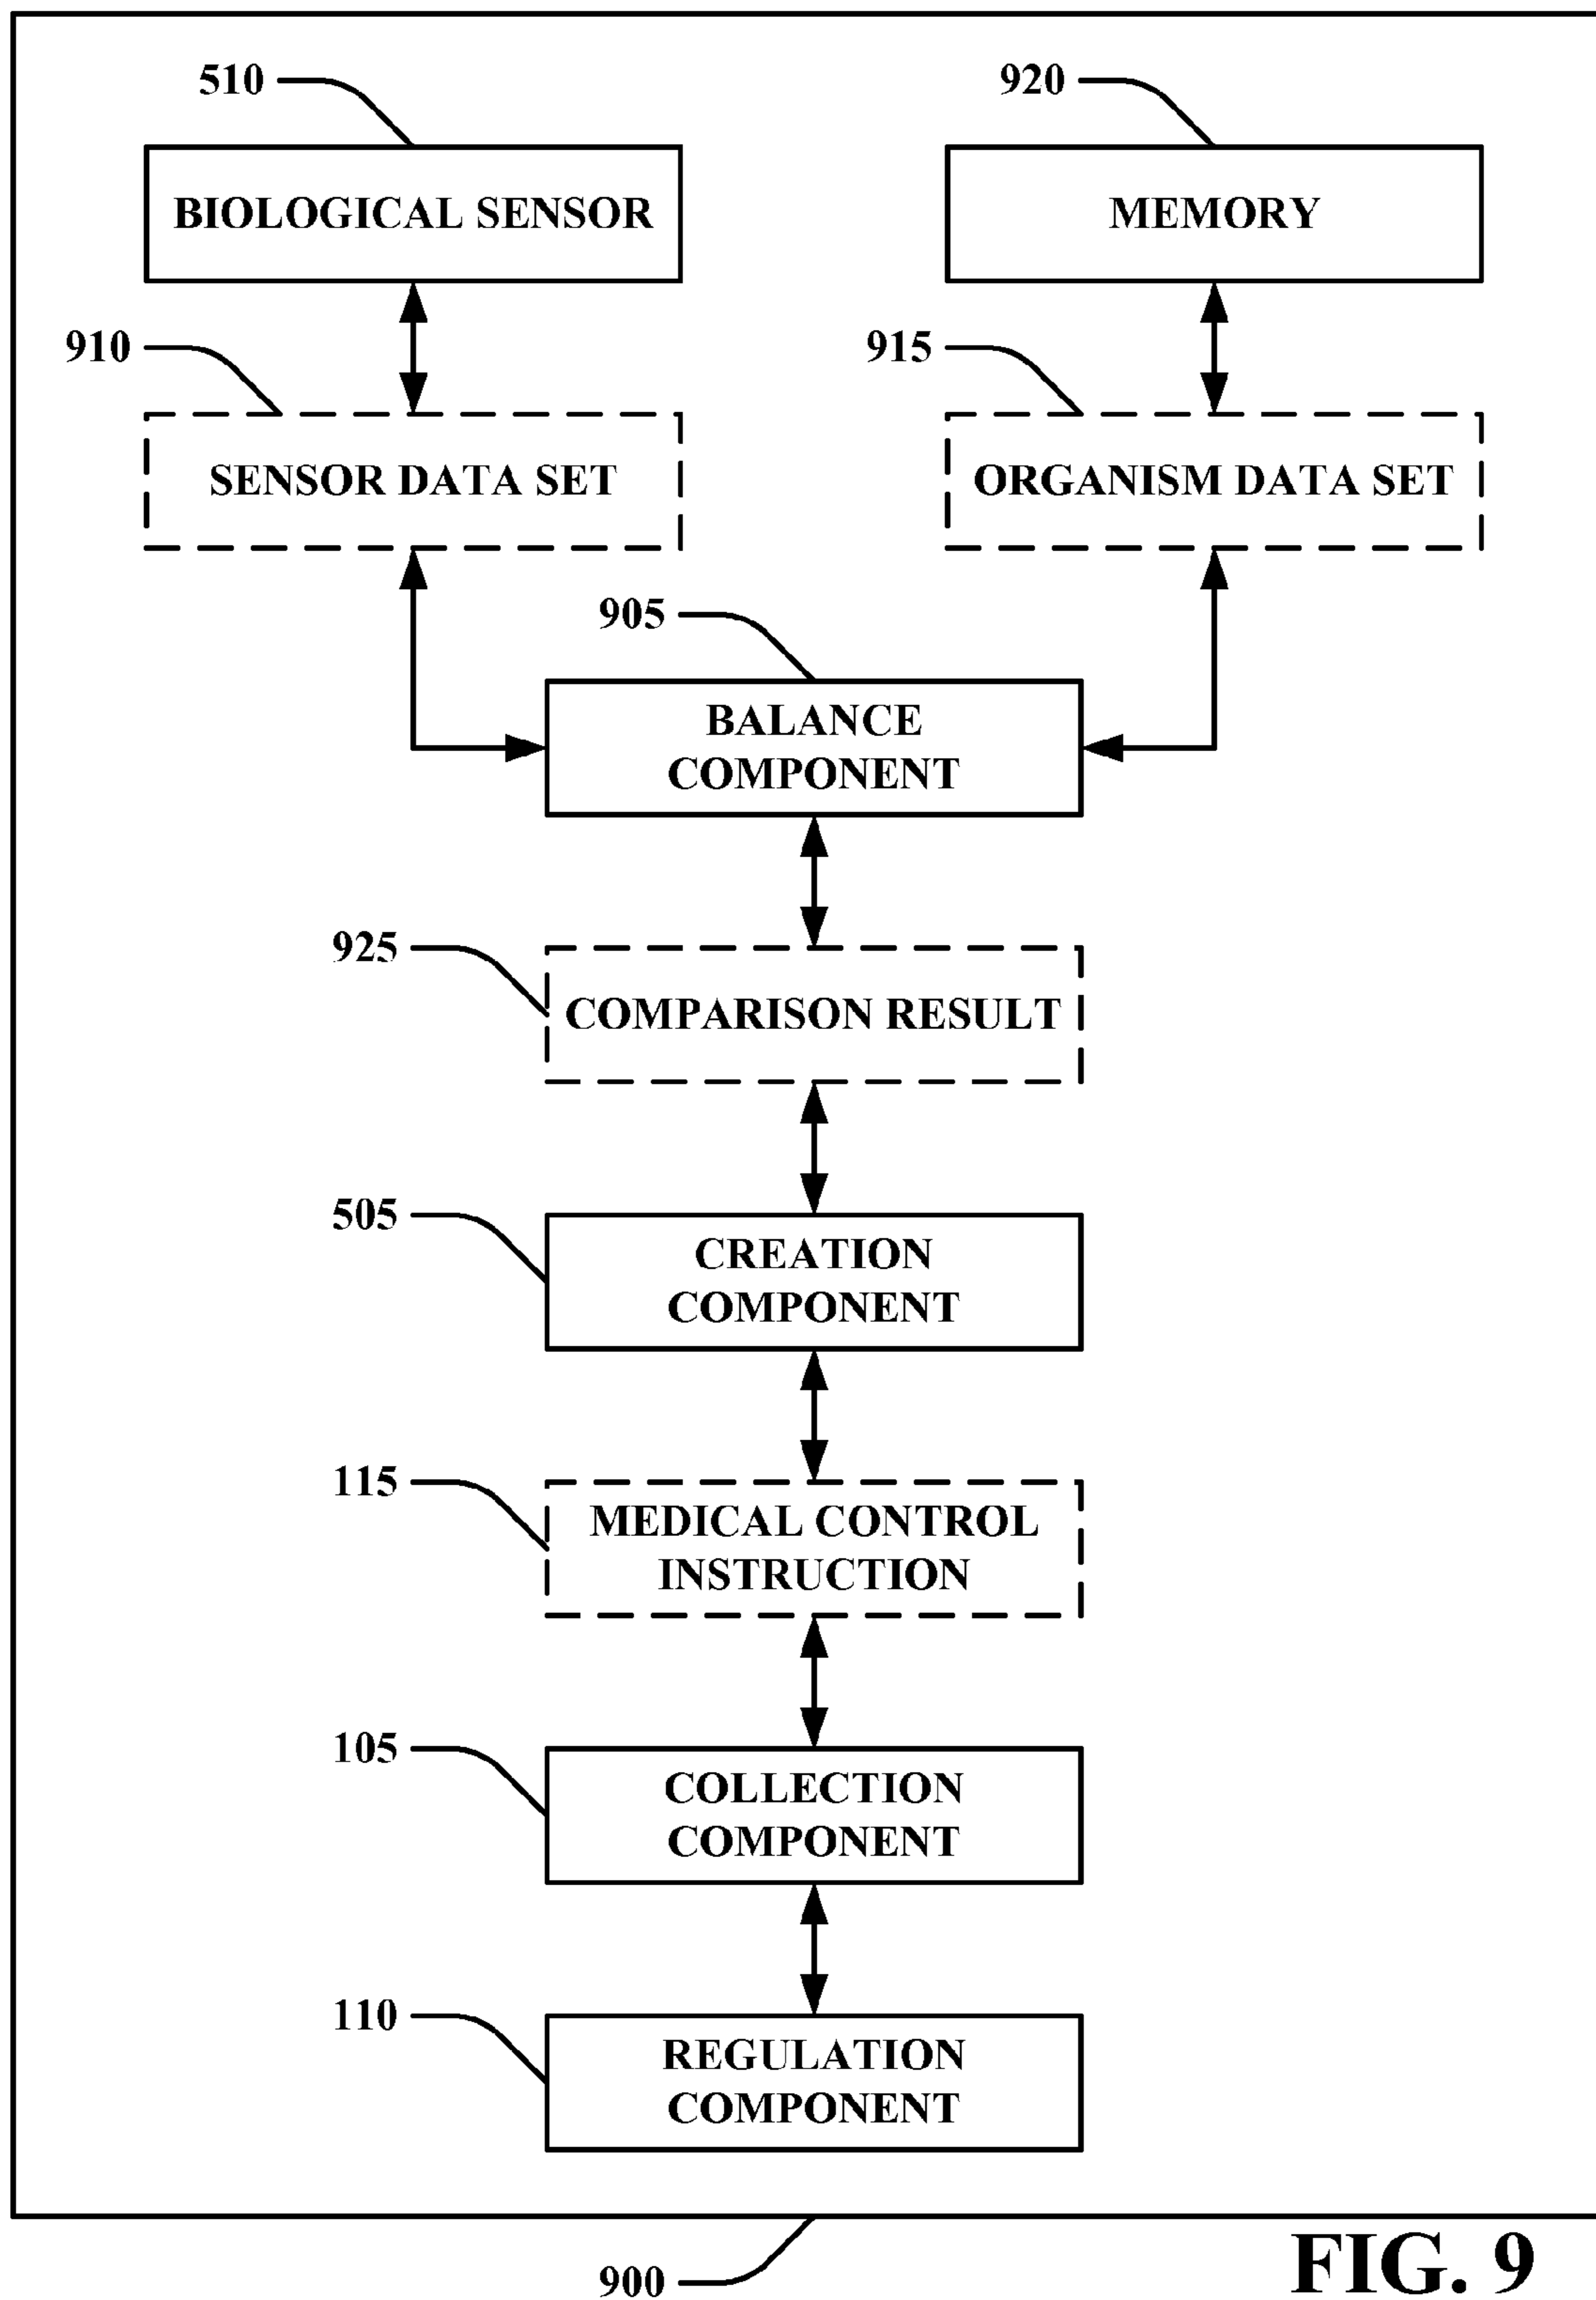 510
920
BIOLOGICAL SENSOR
MEMORY
910
915
SENSOR DATA SET
ORGANISM DATA SET
905
BALANCE
COMPONENT
925
COMPARISON RESULT
505
CREATION
COMPONENT
115
MEDICAL CONTROL
INSTRUCTION
105
COLLECTION
COMPONENT
110
REGULATION
COMPONENT
900
FIG. 9